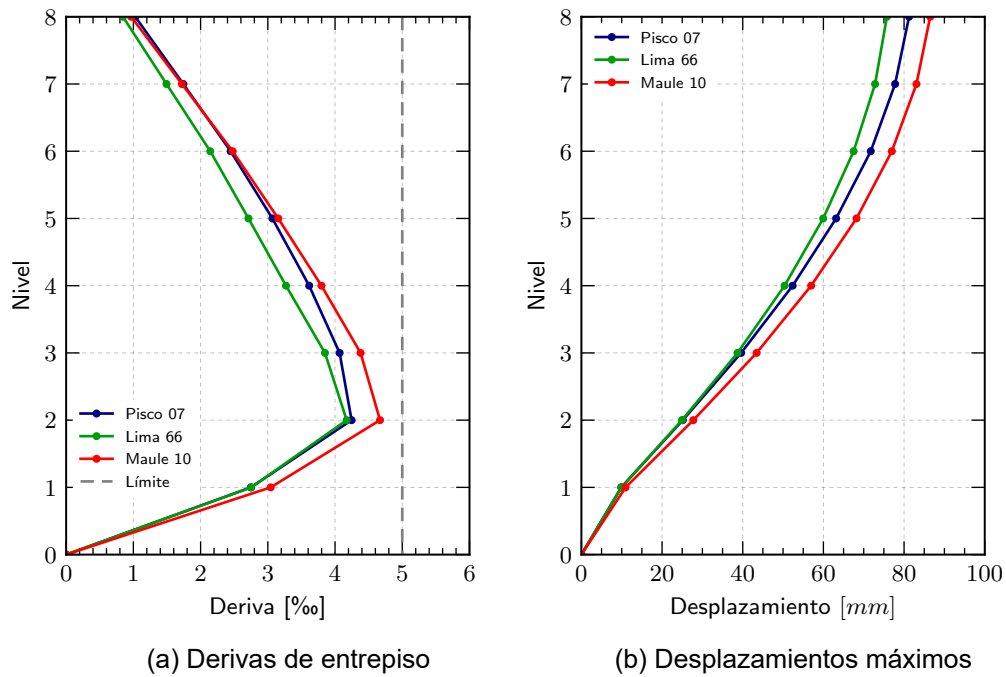 8
7
6
5
4
3
2
1
0
Nivel
Pisco 07
Lima 66
Maule 10
Límite
0 1 2 3 4 5 6
Deriva [‰]
(a) Derivas de entrepiso
8
7
6
5
4
3
2
1
0
Nivel
Pisco 07
Lima 66
Maule 10
0 20 40 60 80 100
Desplazamiento [mm]
(b) Desplazamientos máximos